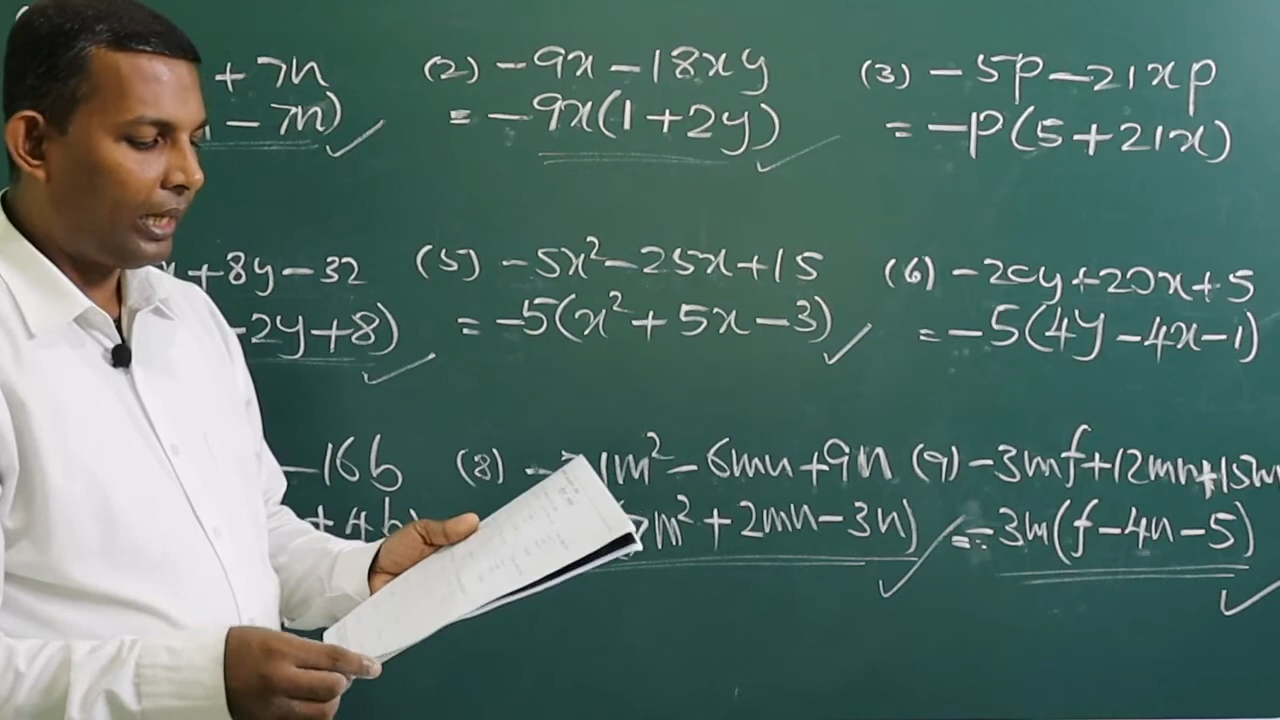 + 7n
- 7n)
(2) -9x - 18xy
= -9x(1 + 2y)
(3) -5p - 21xp
= -p(5 + 21x)
+ 8y - 32
-2y + 8)
(5) -5x² - 25x + 15
= -5(x² + 5x - 3)
(6) -20y + 20x + 5
= -5(4y - 4x - 1)
-16b
+ 4b)
(8) 1m² - 6mn + 9n
7m² + 2mn - 3n)
(9) -3mf + 12mn + 15m
= -3m(f - 4n - 5)